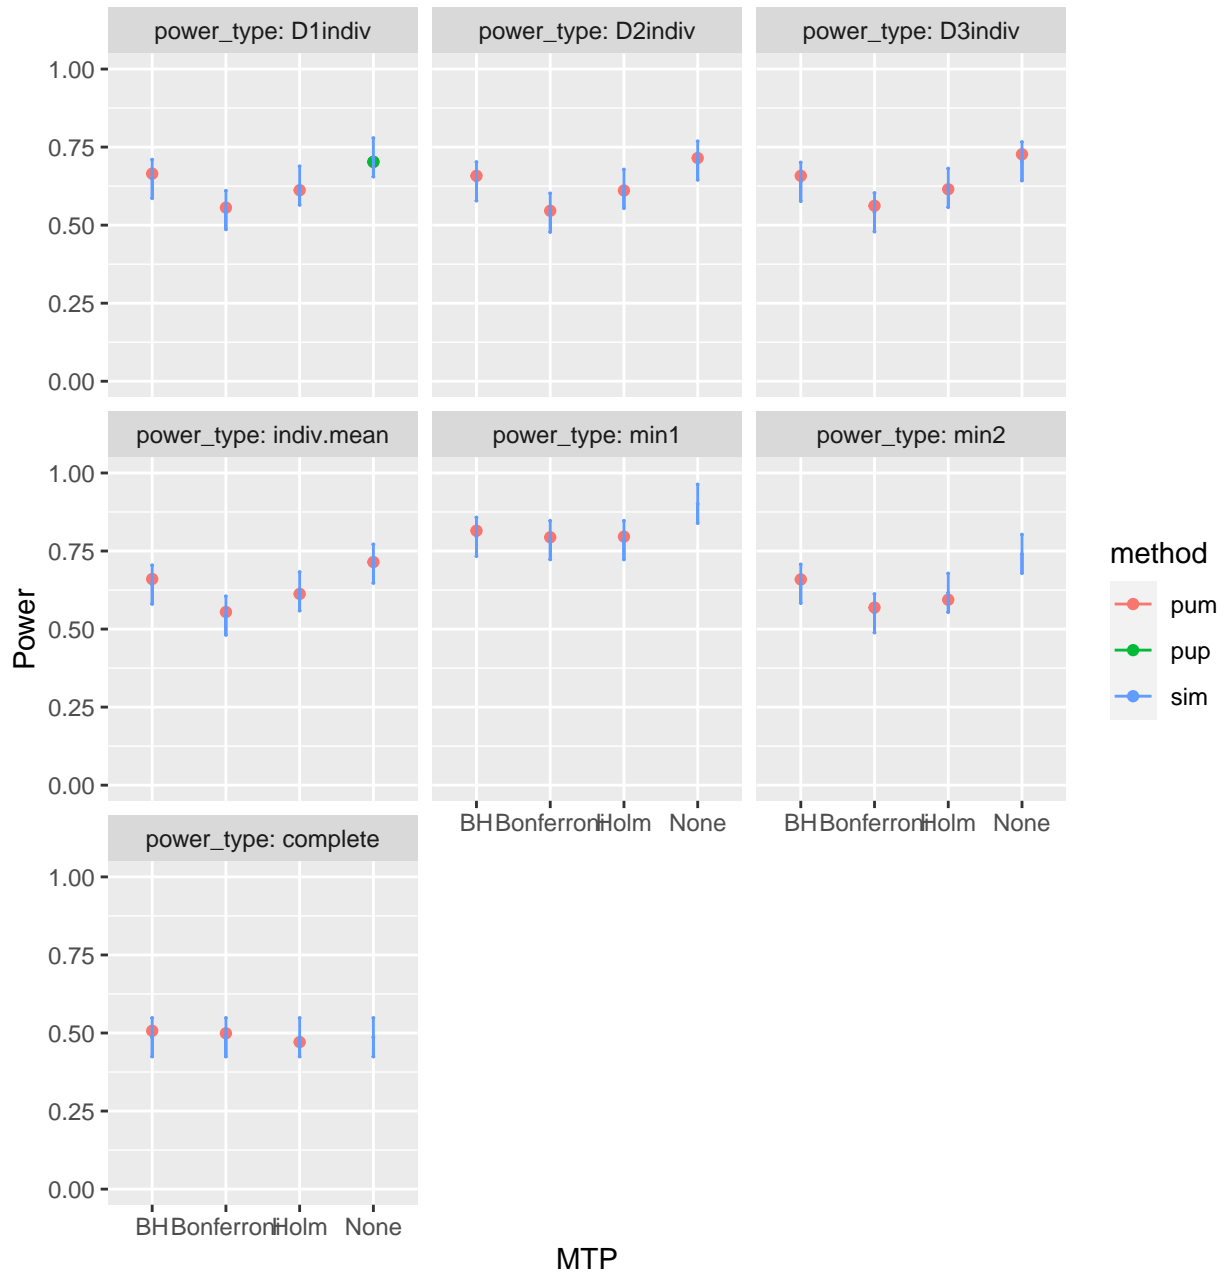 power_type: D1indiv
power_type: D2indiv
power_type: D3indiv
1.00
0.75
0.50
0.25
0.00
power_type: indiv.mean
power_type: min1
power_type: min2
1.00
0.75
0.50
0.25
0.00
BH Bonferroni Holm None
BH Bonferroni Holm None
power_type: complete
1.00
0.75
0.50
0.25
0.00
BH Bonferroni Holm None
MTP
Power
method
pum
pup
sim